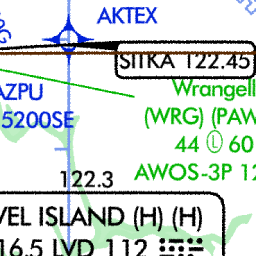 AKTEX
SITKA 122.45
AZPU
Wrangell
5200SE
(WRG) (PAW
44 Ⓛ 60
AWOS-3P 12
122.3
VEL ISLAND (H) (H)
16.5 LVD 112